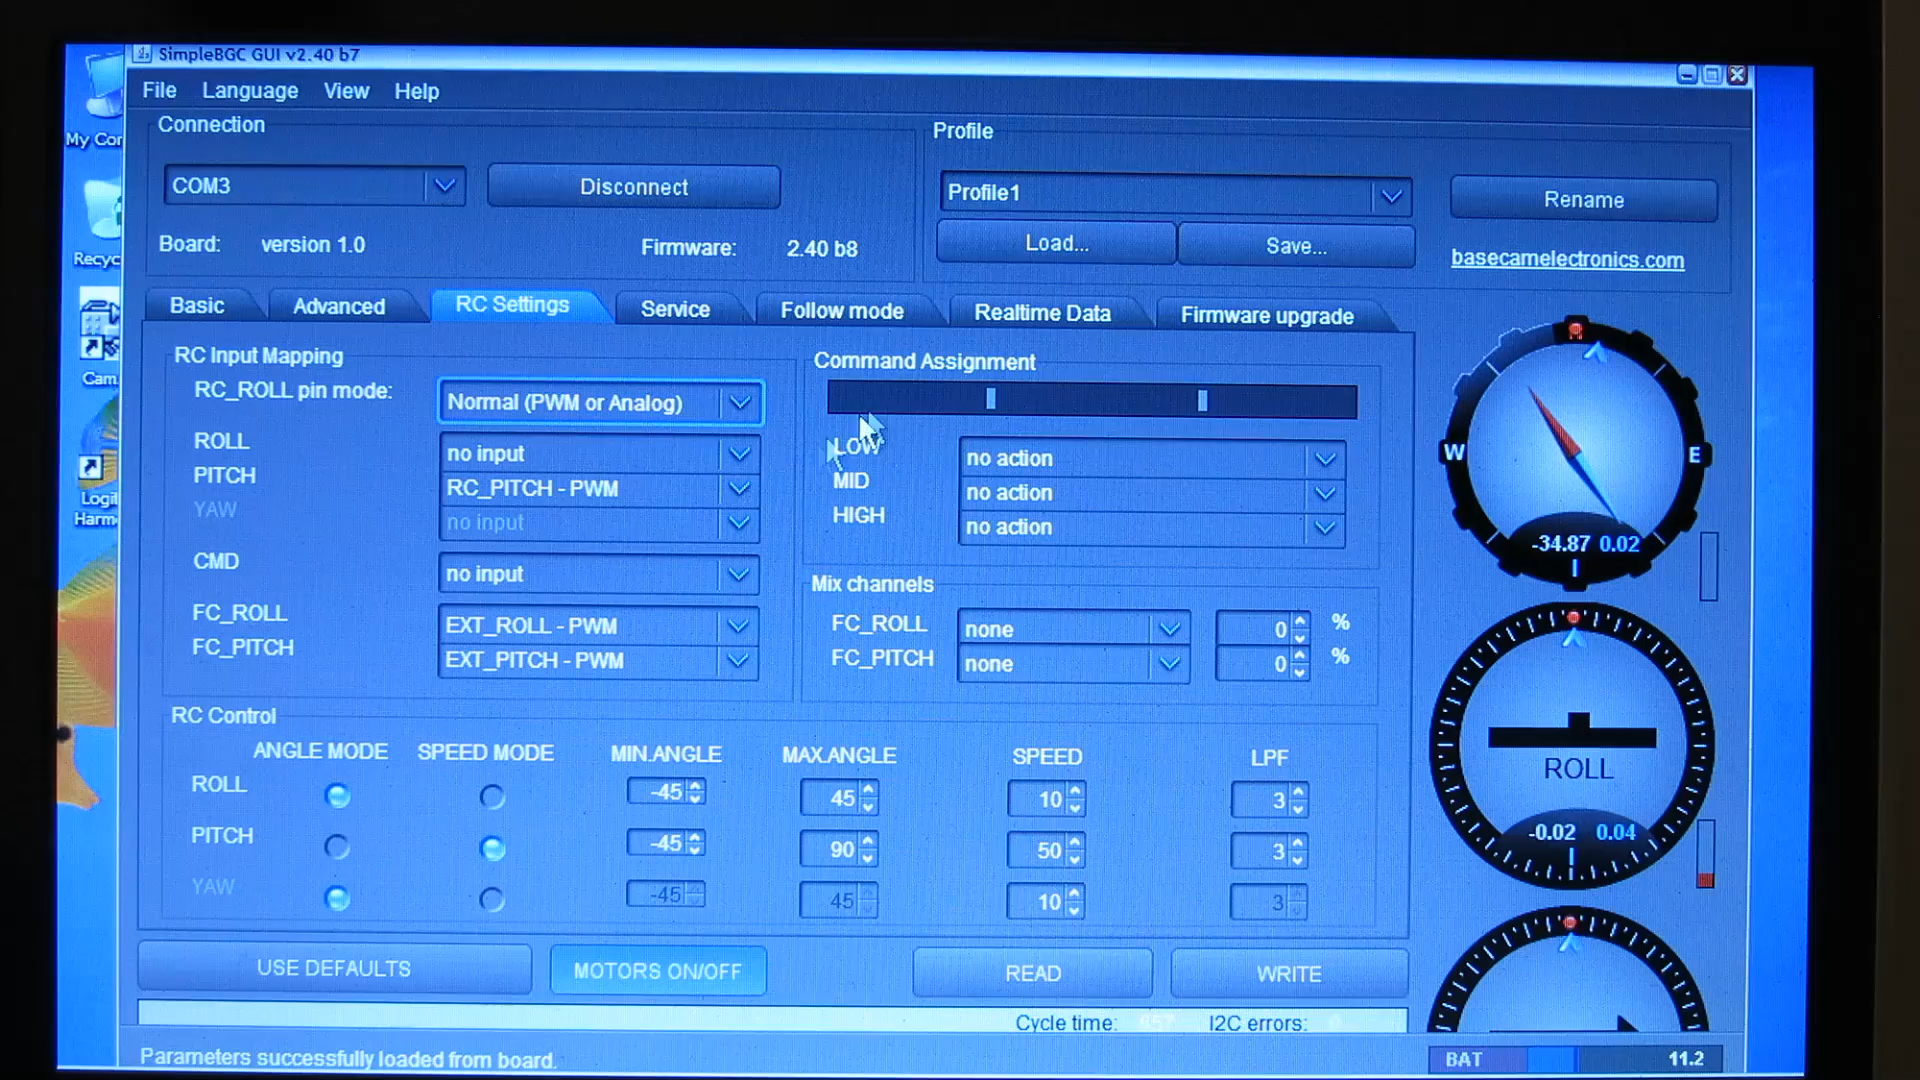 SimpleBGC GUI v2.40 b7
File Language View Help
Connection
COM3
Disconnect
Board: version 1.0 Firmware: 2.40 b8
Profile
Profile1
Rename
Load...
Save...
basecamelectronics.com
Basic
Advanced
RC Settings
Service
Follow mode
Realtime Data
Firmware upgrade
RC Input Mapping
RC_ROLL pin mode: Normal (PWM or Analog)
ROLL no input
PITCH RC_PITCH - PWM
YAW no input
CMD no input
FC_ROLL EXT_ROLL - PWM
FC_PITCH EXT_PITCH - PWM
Command Assignment
LOW no action
MID no action
HIGH no action
Mix channels
FC_ROLL none 0 %
FC_PITCH none 0 %
RC Control
ANGLE MODE SPEED MODE MIN.ANGLE MAX.ANGLE SPEED LPF
ROLL -45 45 10 3
PITCH -45 90 50 3
YAW -45 45 10 3
USE DEFAULTS
MOTORS ON/OFF
READ
WRITE
Cycle time: I2C errors:
Parameters successfully loaded from board.
W E
-34.87 0.02
ROLL
-0.02 0.04
BAT 11.2
My Com
Recyc
Cam
Logit
Harm